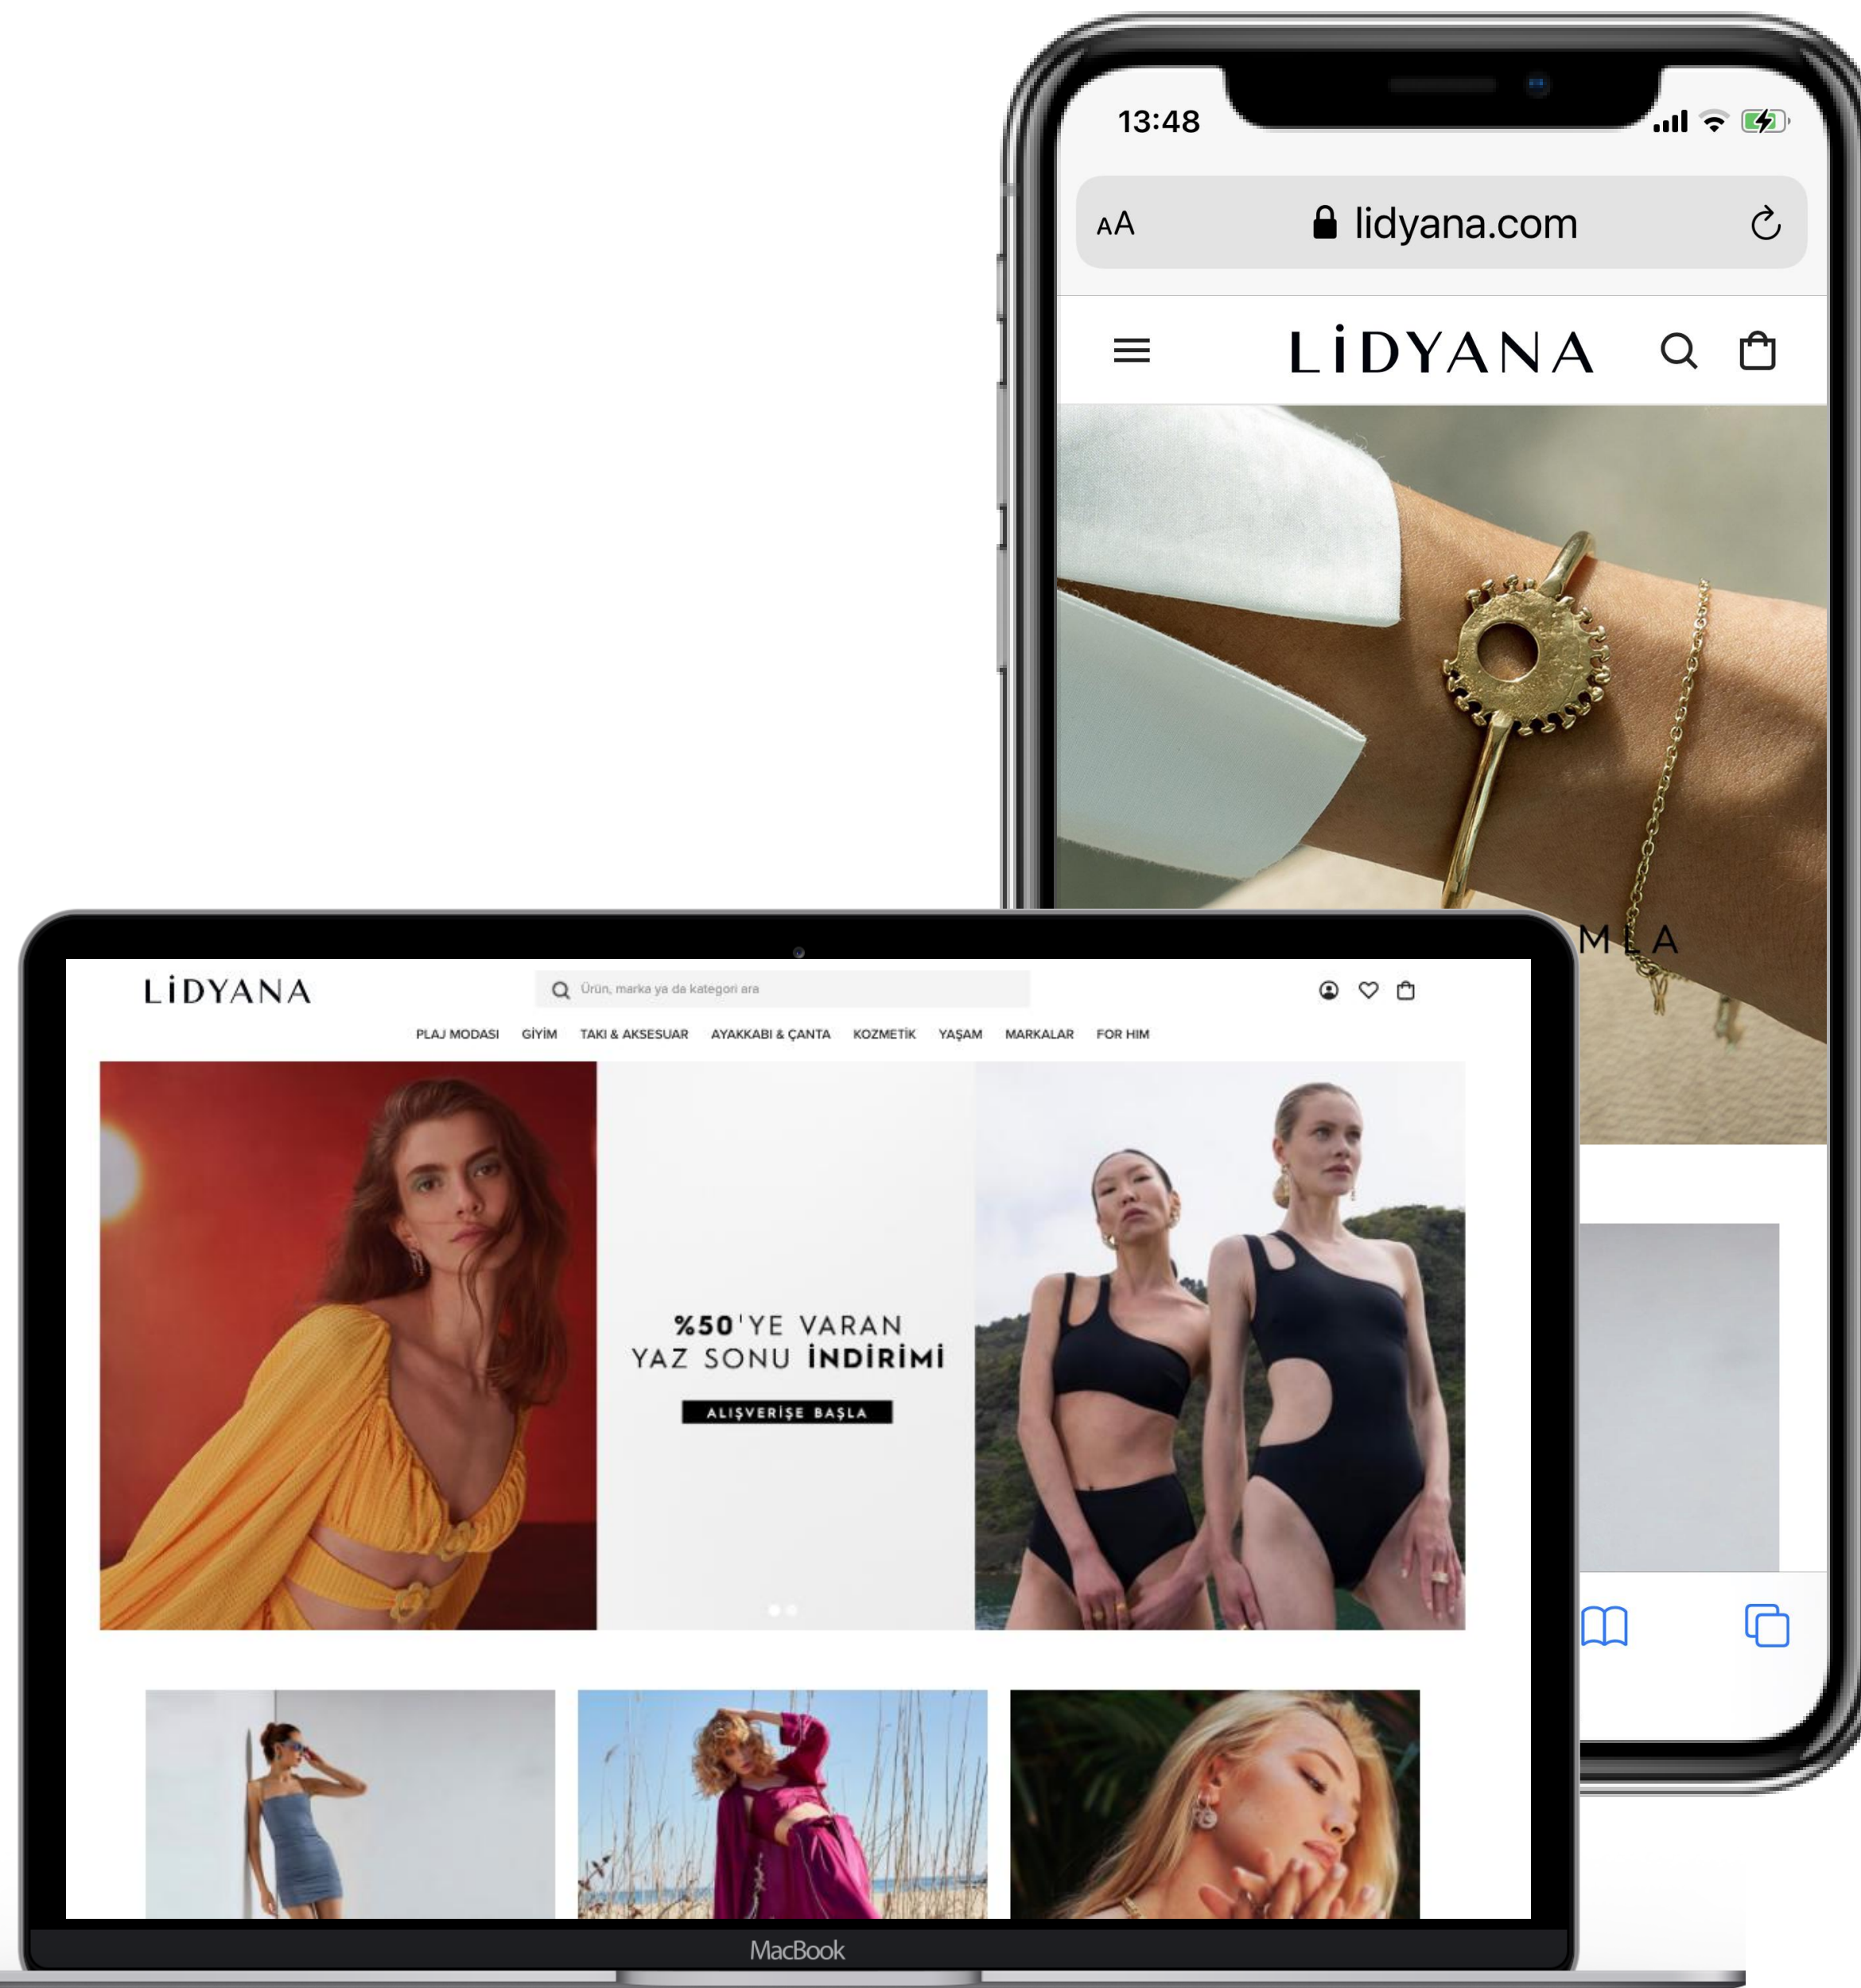 13:48
AA
lidyana.com
LİDYANA
MLA
LİDYANA
Ürün, marka ya da kategori ara
PLAJ MODASI GİYİM TAKI & AKSESUAR AYAKKABI & ÇANTA KOZMETİK YAŞAM MARKALAR FOR HIM
%50'YE VARAN
YAZ SONU İNDİRİMİ
ALIŞVERİŞE BAŞLA
MacBook